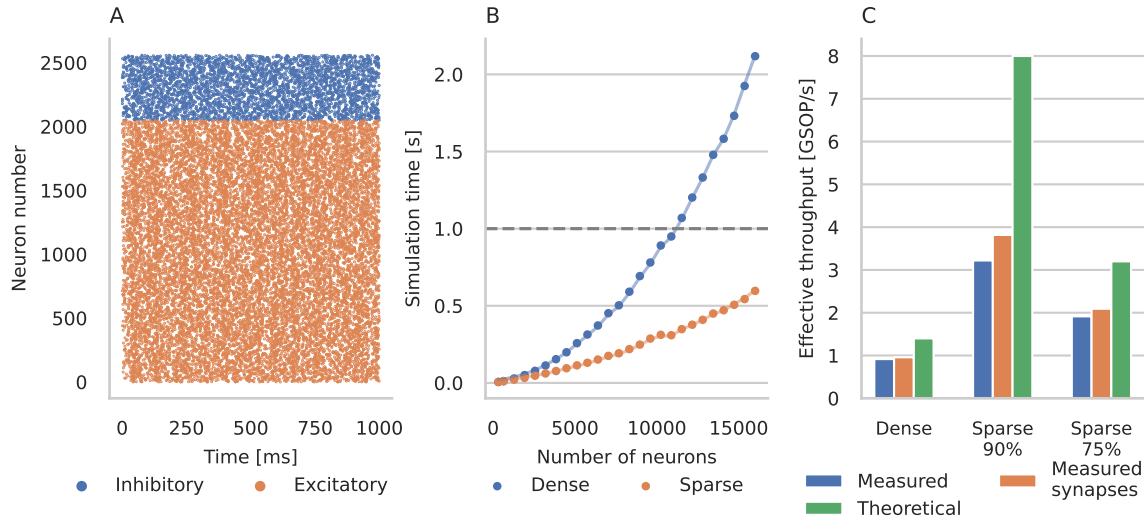 A
2500
2000
1500
1000
500
0
Neuron number
0 250 500 750 1000
Time [ms]
Inhibitory Excitatory
B
2.0
1.5
1.0
0.5
0.0
Simulation time [s]
0 5000 10000 15000
Number of neurons
Dense Sparse
C
8
7
6
5
4
3
2
1
0
Effective throughput [GSOP/s]
Dense Sparse Sparse
90% 75%
Measured Measured
synapses
Theoretical